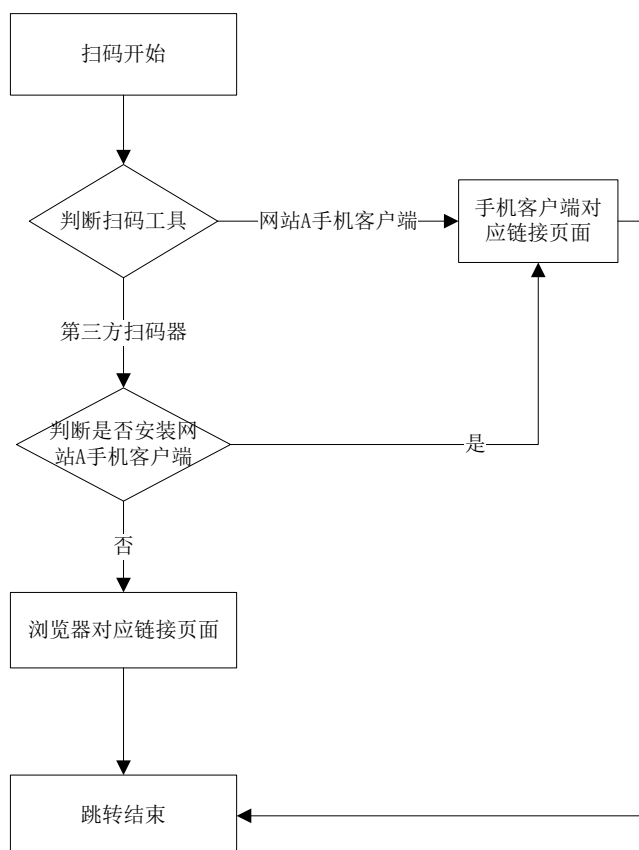 扫码开始
判断扫码工具
网站A手机客户端
手机客户端对
应链接页面
第三方扫码器
判断是否安装网
站A手机客户端
是
否
浏览器对应链接页面
跳转结束